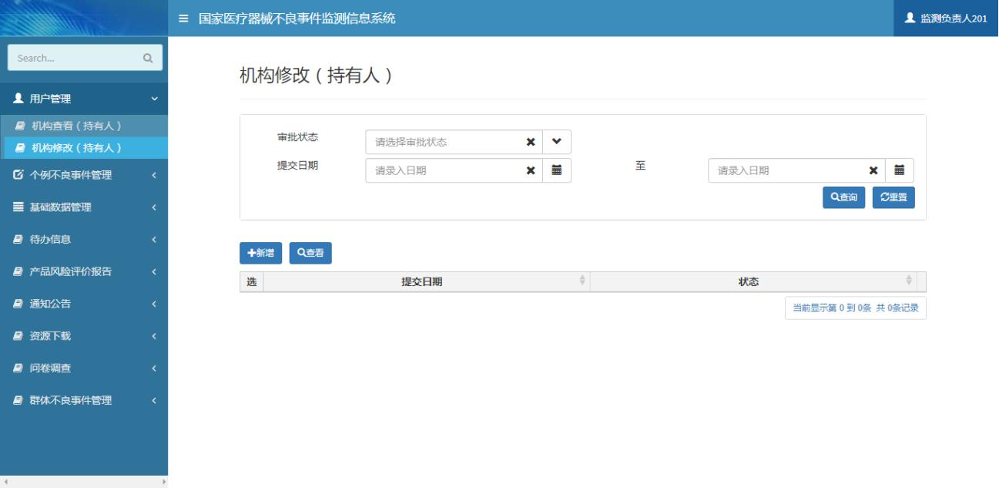 国家医疗器械不良事件监测信息系统
监测负责人201
Search...
用户管理
机构查看（持有人）
机构修改（持有人）
个例不良事件管理
基础数据管理
待办信息
产品风险评价报告
通知公告
资源下载
问卷调查
群体不良事件管理
机构修改（持有人）
审批状态 请选择审批状态
提交日期 请录入日期 至 请录入日期
查询 重置
新增 查看
选 提交日期 状态
当前显示第 0 到 0条 共 0条记录